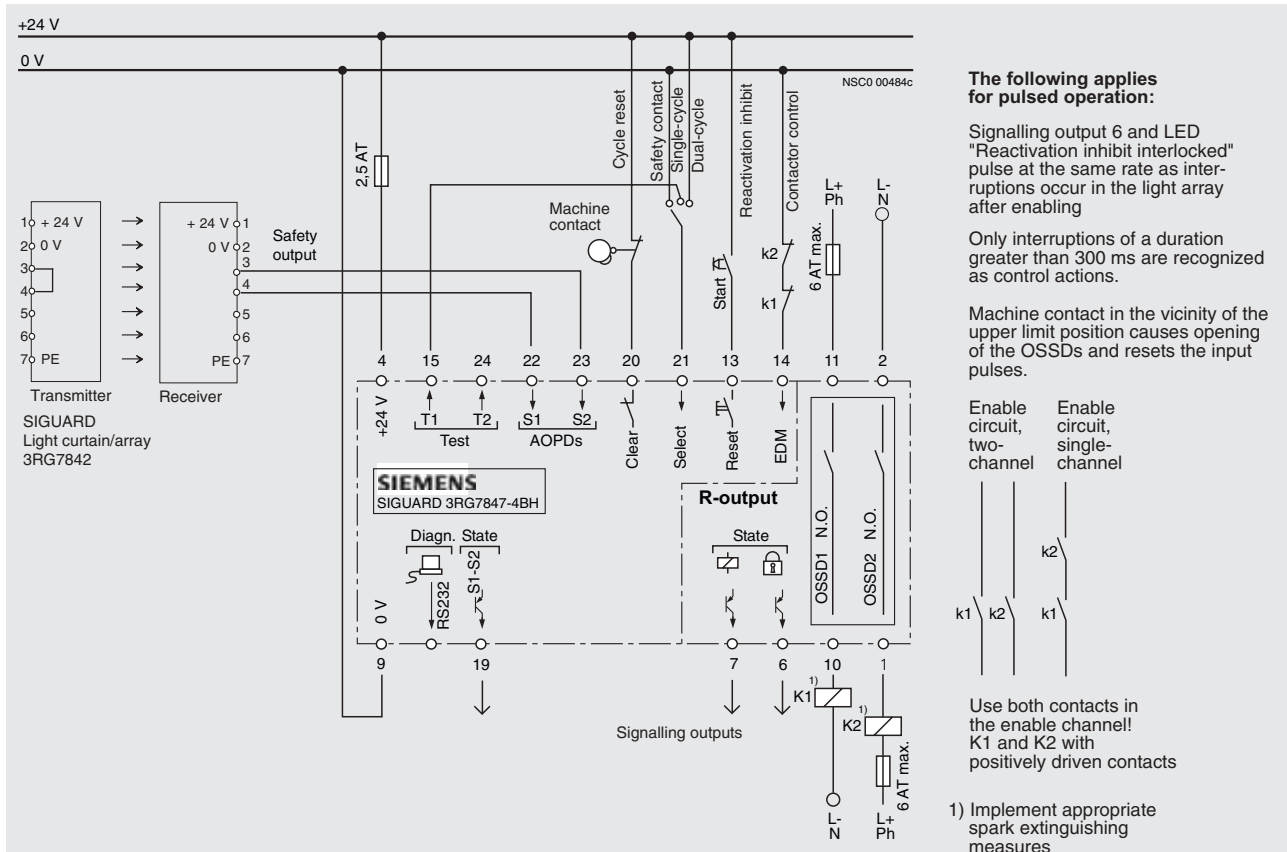 +24 V
0 V
NSC0 00484c
2,5 AT
Cycle reset
Safety contact
Single-cycle
Dual-cycle
Reactivation inhibit
Contactor control
L+
Ph
L-
N
6 AT max.
Machine
contact
Start
k2
k1
1 + 24 V
2 0 V
3
4
5
6
7 PE
Transmitter
+ 24 V 1
0 V 2
3
4
5
6
PE 7
Receiver
Safety
output
SIGUARD
Light curtain/array
3RG7842
4 15 24 22 23 20 21 13 14 11 2
+24 V
T1 T2
Test
S1 S2
AOPDs
Clear
Select
Reset
EDM
SIEMENS
SIGUARD 3RG7847-4BH
R-output
Diagn. State
RS232
S1-S2
State
OSSD1 N.O.
OSSD2 N.O.
0 V
9 19 7 6 10 1
Signalling outputs
1)
K1
1)
K2
6 AT max.
L-
N
L+
Ph
The following applies
for pulsed operation:
Signalling output 6 and LED
"Reactivation inhibit interlocked"
pulse at the same rate as inter-
ruptions occur in the light array
after enabling
Only interruptions of a duration
greater than 300 ms are recognized
as control actions.
Machine contact in the vicinity of the
upper limit position causes opening
of the OSSDs and resets the input
pulses.
Enable
circuit,
two-
channel
Enable
circuit,
single-
channel
k2
k1 k2 k1
Use both contacts in
the enable channel!
K1 and K2 with
positively driven contacts
1) Implement appropriate
spark extinguishing
measures